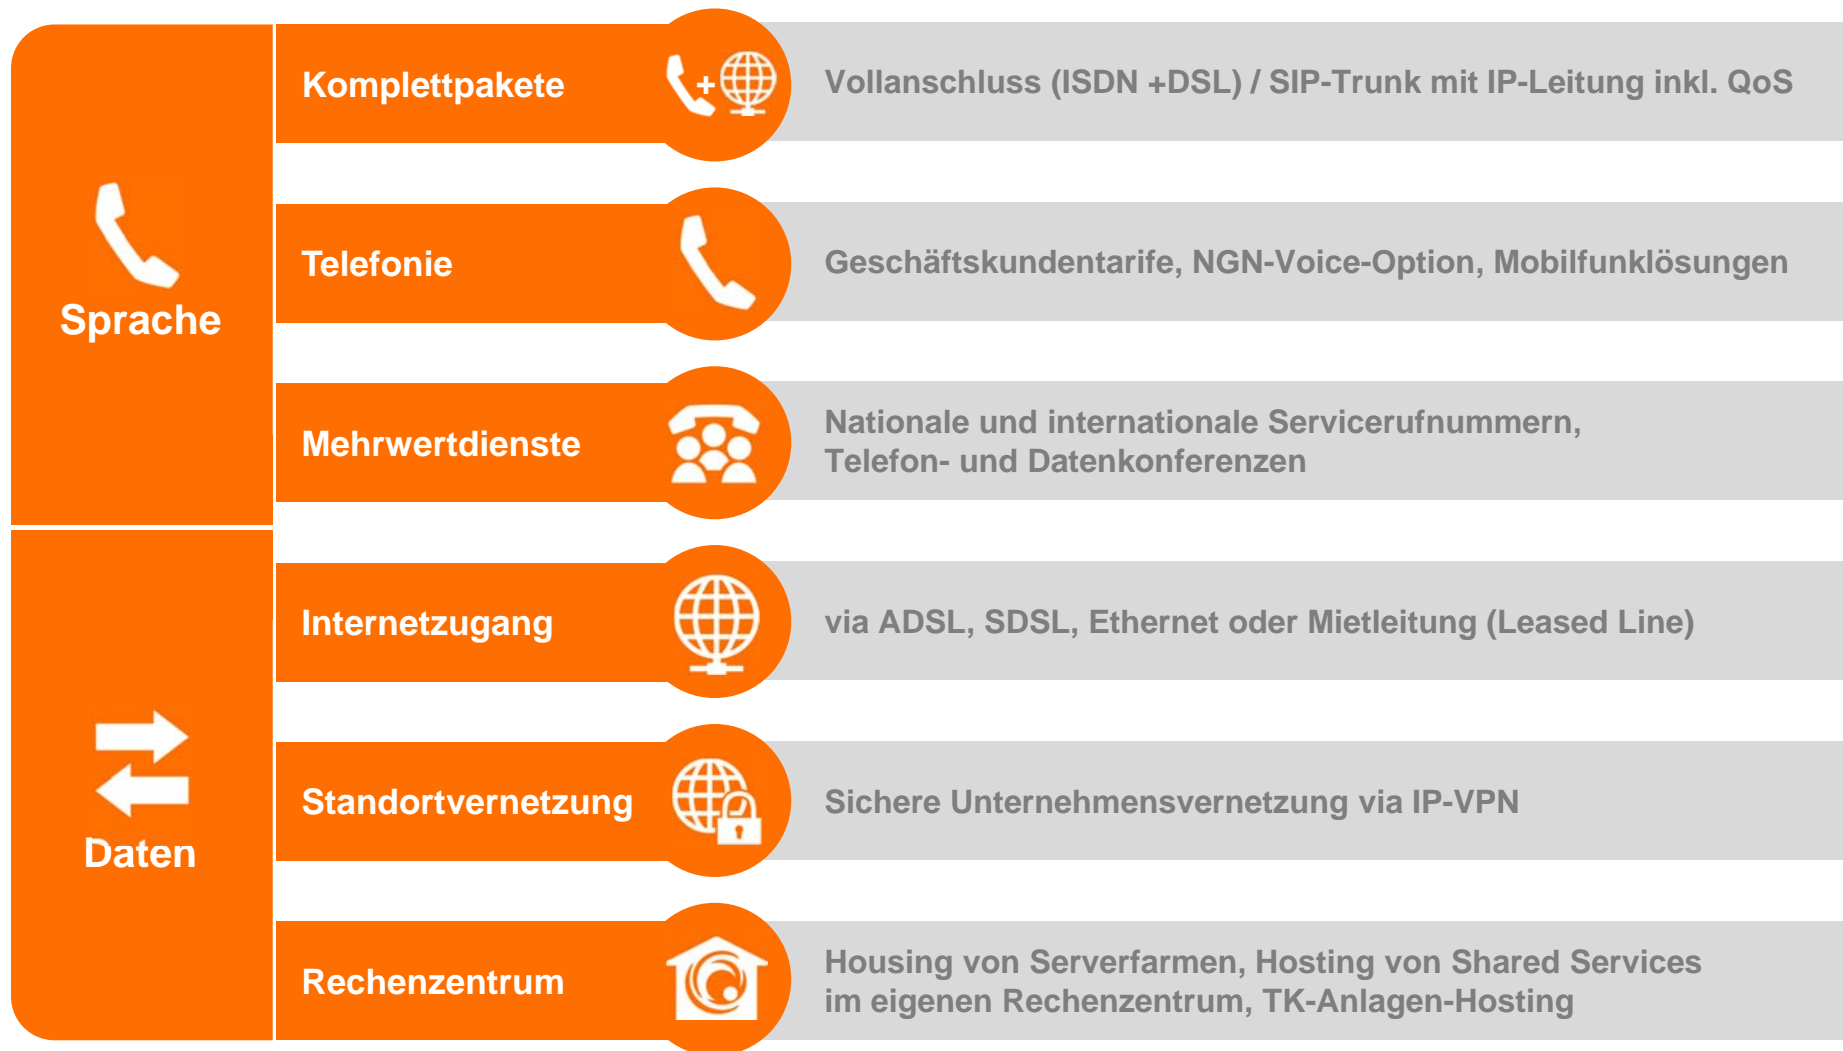 Sprache
Komplettpakete
+
Vollanschluss (ISDN +DSL) / SIP-Trunk mit IP-Leitung inkl. QoS
Telefonie
Geschäftskundentarife, NGN-Voice-Option, Mobilfunklösungen
Mehrwertdienste
Nationale und internationale Servicerufnummern,
Telefon- und Datenkonferenzen
Daten
Internetzugang
via ADSL, SDSL, Ethernet oder Mietleitung (Leased Line)
Standortvernetzung
Sichere Unternehmensvernetzung via IP-VPN
Rechenzentrum
Housing von Serverfarmen, Hosting von Shared Services
im eigenen Rechenzentrum, TK-Anlagen-Hosting